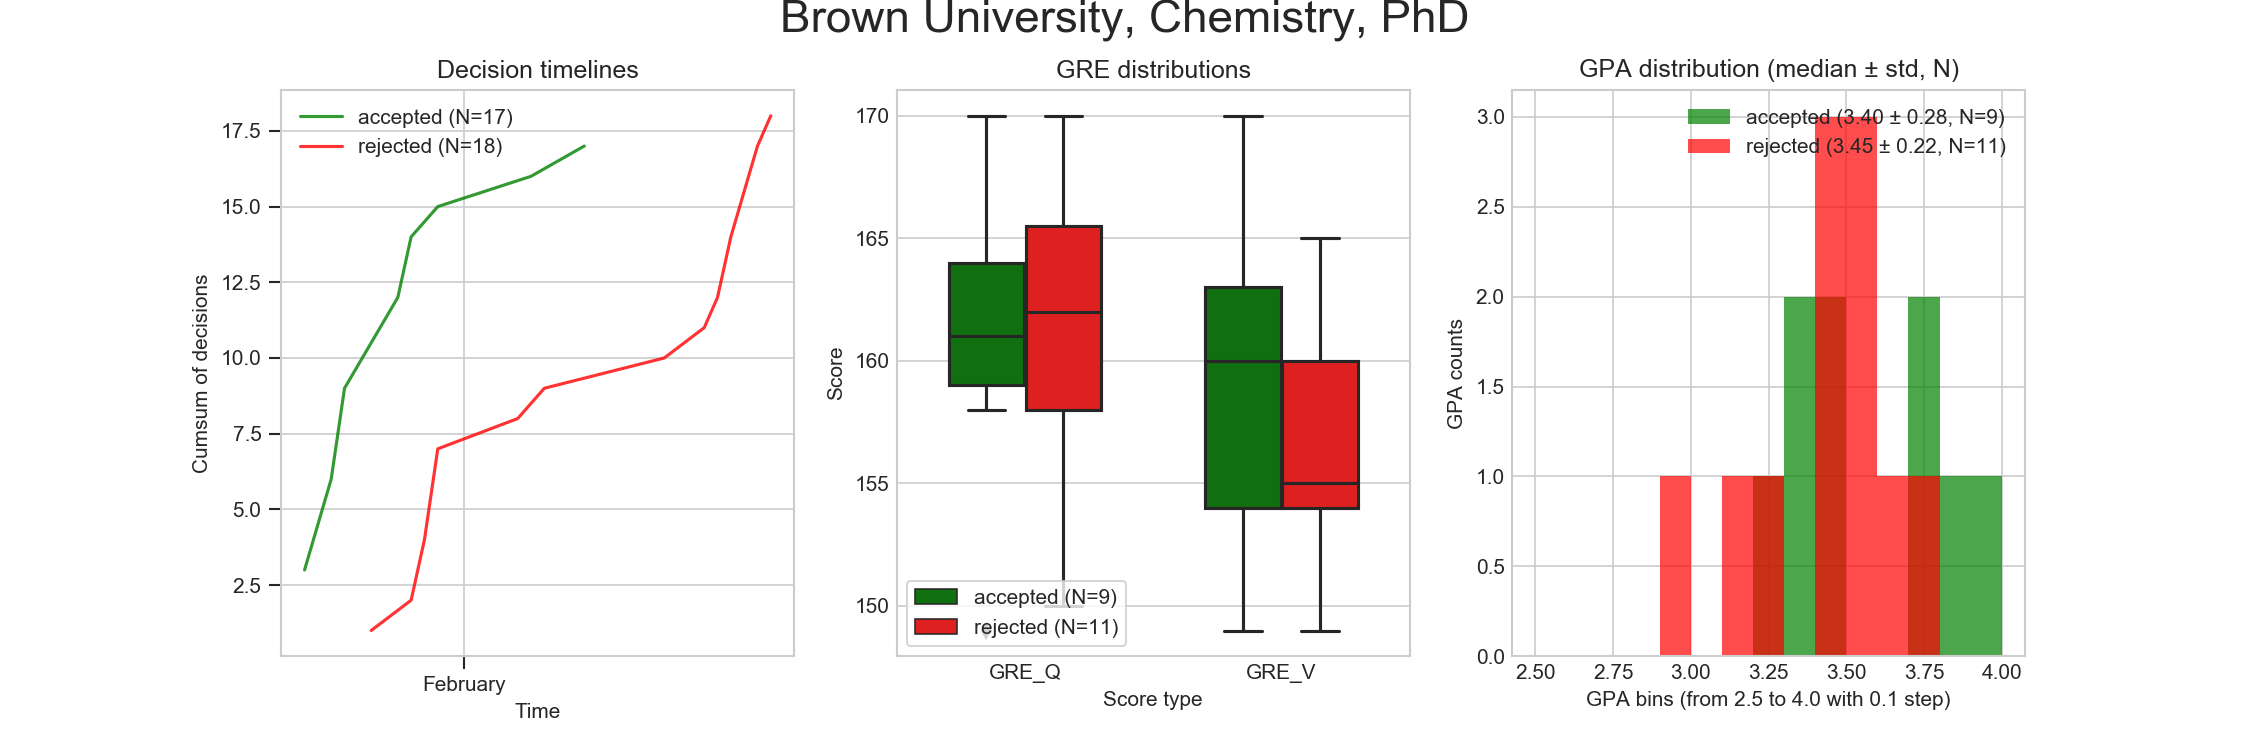 Brown University, Chemistry, PhD
Decision timelines
accepted (N=17)
rejected (N=18)
17.5
15.0
12.5
10.0
7.5
5.0
2.5
Cumsum of decisions
February
Time
GRE distributions
170
165
160
155
150
Score
accepted (N=9)
rejected (N=11)
GRE_Q GRE_V
Score type
GPA distribution (median ± std, N)
accepted (3.40 ± 0.28, N=9)
rejected (3.45 ± 0.22, N=11)
3.0
2.5
2.0
1.5
1.0
0.5
0.0
GPA counts
2.50 2.75 3.00 3.25 3.50 3.75 4.00
GPA bins (from 2.5 to 4.0 with 0.1 step)